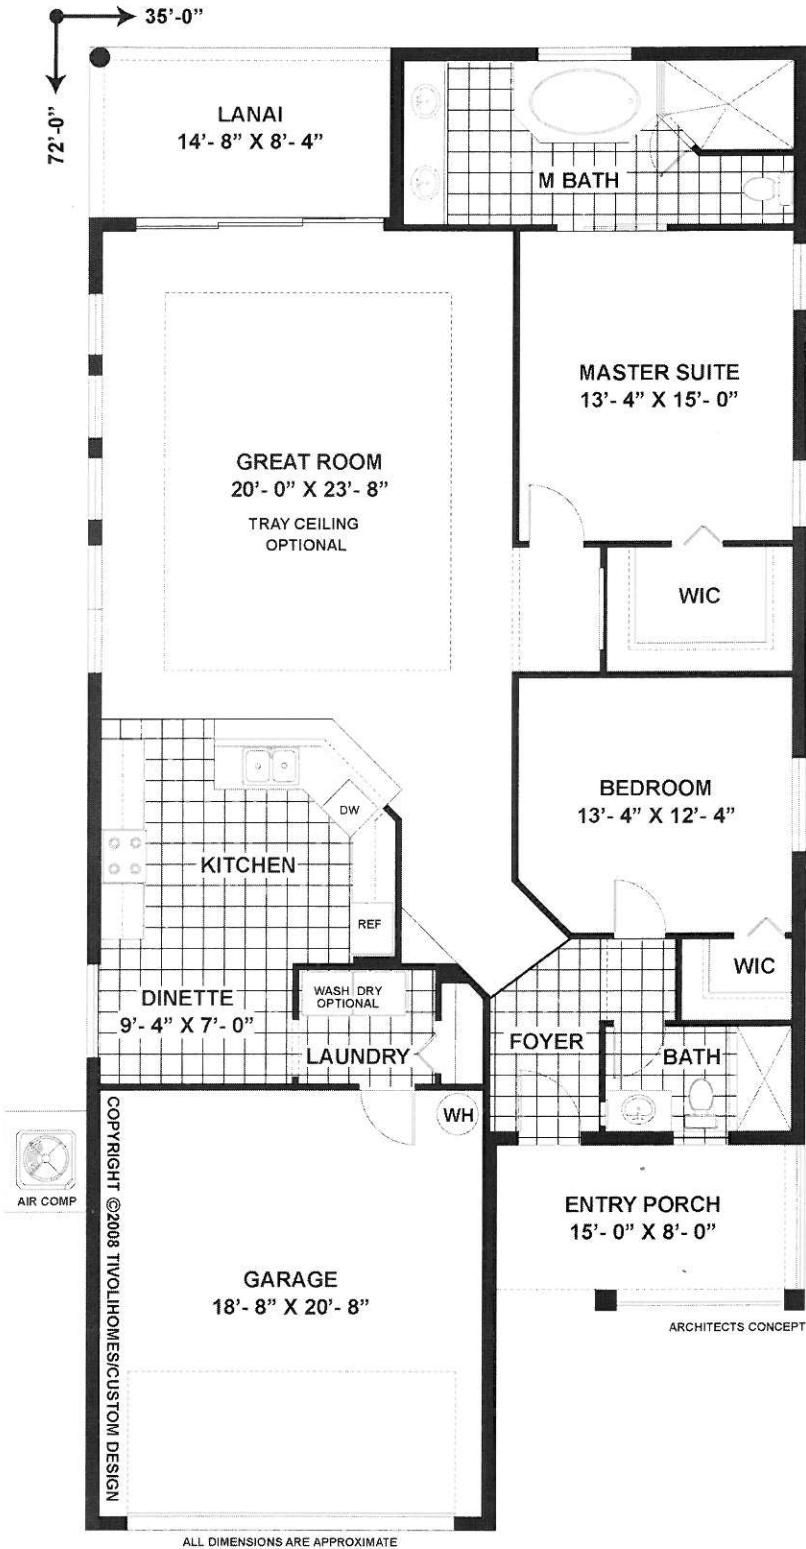 35'-0"
72'-0"
LANAI
14'- 8" X 8'- 4"
M BATH
MASTER SUITE
13'- 4" X 15'- 0"
GREAT ROOM
20'- 0" X 23'- 8"
TRAY CEILING
OPTIONAL
WIC
BEDROOM
13'- 4" X 12'- 4"
DW
KITCHEN
REF
WIC
DINETTE
9'- 4" X 7'- 0"
WASH DRY
OPTIONAL
LAUNDRY
FOYER
BATH
WH
AIR COMP
COPYRIGHT ©2008 TIVOLIHOMES/CUSTOM DESIGN
ENTRY PORCH
15'- 0" X 8'- 0"
GARAGE
18'- 8" X 20'- 8"
ARCHITECTS CONCEPT
ALL DIMENSIONS ARE APPROXIMATE